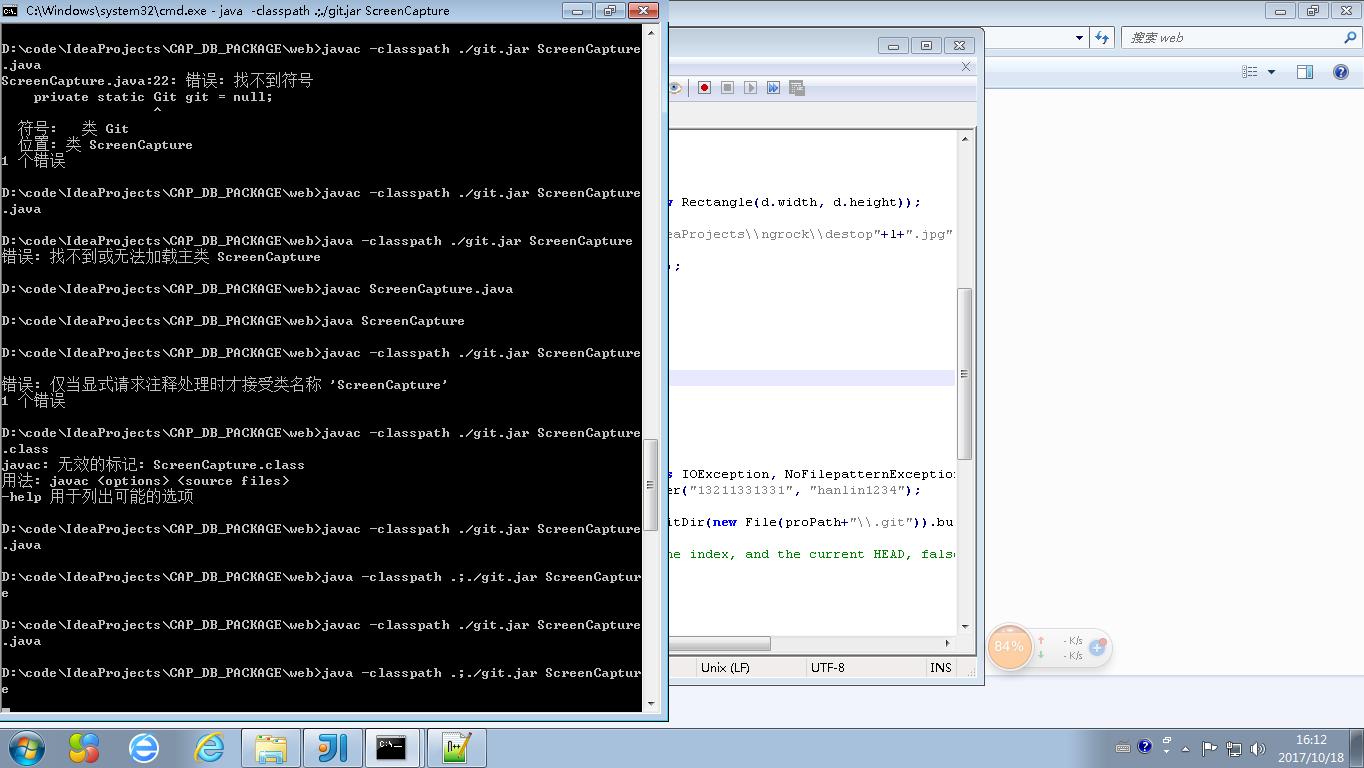 C:\Windows\system32\cmd.exe - java  -classpath .;./git.jar ScreenCapture
D:\code\IdeaProjects\CAP_DB_PACKAGE\web>javac -classpath ./git.jar ScreenCapture
.java
ScreenCapture.java:22: 错误: 找不到符号
    private static Git git = null;
                   ^
  符号:   类 Git
  位置: 类 ScreenCapture
1 个错误
D:\code\IdeaProjects\CAP_DB_PACKAGE\web>javac -classpath ./git.jar ScreenCapture
.java
D:\code\IdeaProjects\CAP_DB_PACKAGE\web>java -classpath ./git.jar ScreenCapture
错误: 找不到或无法加载主类 ScreenCapture
D:\code\IdeaProjects\CAP_DB_PACKAGE\web>javac ScreenCapture.java
D:\code\IdeaProjects\CAP_DB_PACKAGE\web>java ScreenCapture
D:\code\IdeaProjects\CAP_DB_PACKAGE\web>javac -classpath ./git.jar ScreenCapture
错误: 仅当显式请求注释处理时才接受类名称 'ScreenCapture'
1 个错误
D:\code\IdeaProjects\CAP_DB_PACKAGE\web>javac -classpath ./git.jar ScreenCapture
.class
javac: 无效的标记: ScreenCapture.class
用法: javac <options> <source files>
-help 用于列出可能的选项
D:\code\IdeaProjects\CAP_DB_PACKAGE\web>javac -classpath ./git.jar ScreenCapture
.java
D:\code\IdeaProjects\CAP_DB_PACKAGE\web>java -classpath .;./git.jar ScreenCaptur
e
D:\code\IdeaProjects\CAP_DB_PACKAGE\web>javac -classpath ./git.jar ScreenCapture
.java
D:\code\IdeaProjects\CAP_DB_PACKAGE\web>java -classpath .;./git.jar ScreenCaptur
e
Rectangle(d.width, d.height));
eaProjects\\ngrock\\destop"+l+".jpg"
);
s IOException, NoFilepatternException
er("13211331331", "hanlin1234");
itDir(new File(proPath+"\\.git")).bu
he index, and the current HEAD, false
Unix (LF)
UTF-8
INS
搜索 web
84%
- K/s
- K/s
16:12
2017/10/18